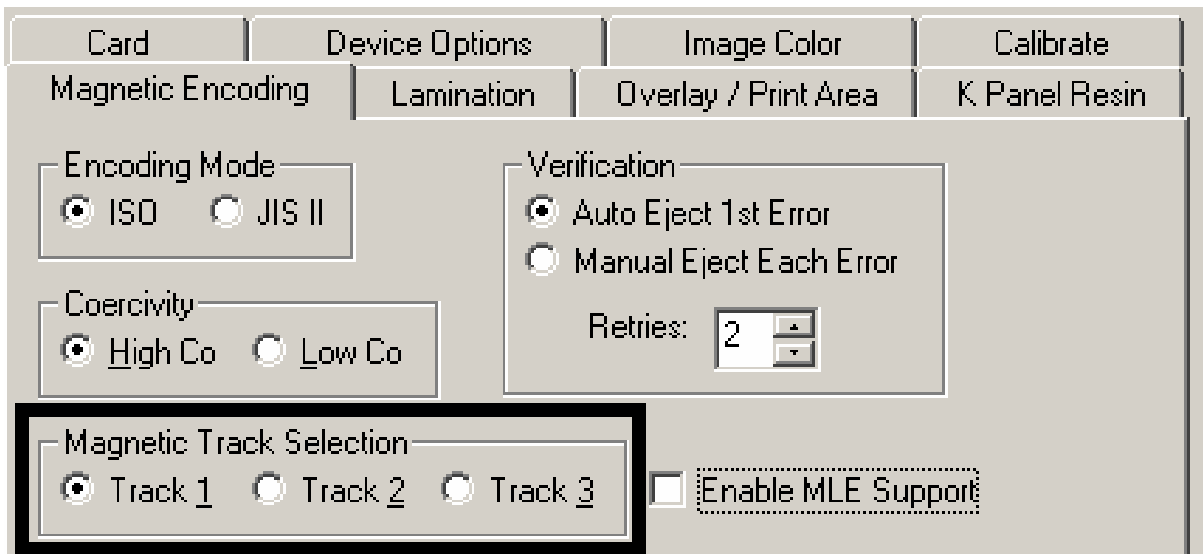 Card Device Options Image Color Calibrate
Magnetic Encoding Lamination Overlay / Print Area K Panel Resin
Encoding Mode
ISO JIS II
Verification
Auto Eject 1st Error
Manual Eject Each Error
Retries: 2
Coercivity
High Co Low Co
Magnetic Track Selection
Track 1 Track 2 Track 3
Enable MLE Support